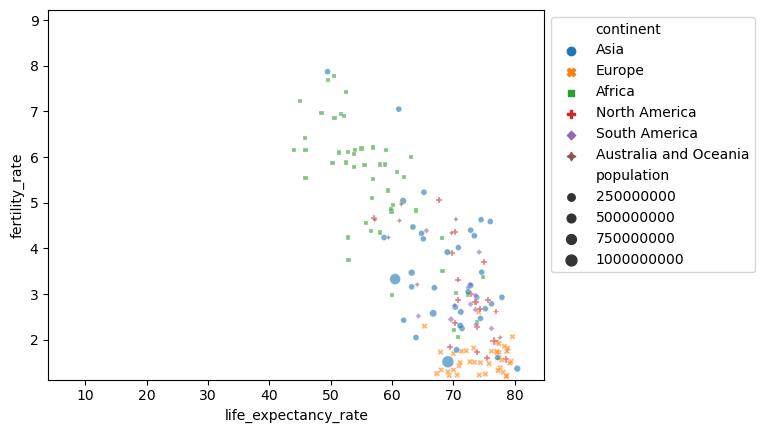 9
8
7
6
5
4
3
2
fertility_rate
10 20 30 40 50 60 70 80
life_expectancy_rate
continent
Asia
Europe
Africa
North America
South America
Australia and Oceania
population
250000000
500000000
750000000
1000000000